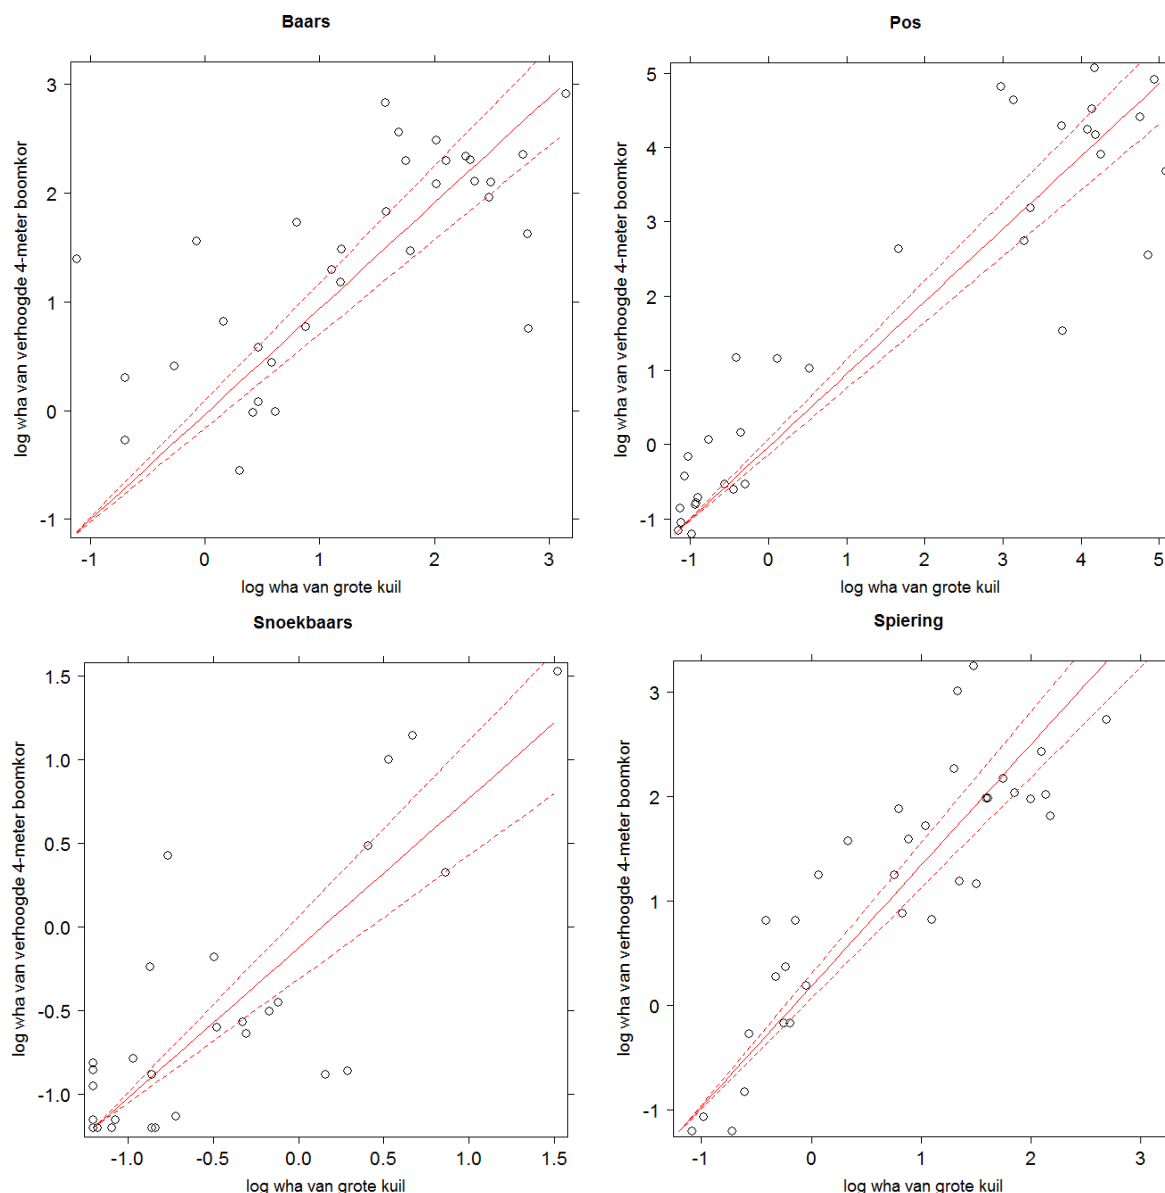 Baars
3
2
1
0
-1
-1 0 1 2 3
log wha van verhoogde 4-meter boomkor
log wha van grote kuil
Pos
5
4
3
2
1
0
-1
-1 0 1 2 3 4 5
log wha van verhoogde 4-meter boomkor
log wha van grote kuil
Snoekbaars
1.5
1.0
0.5
0.0
-0.5
-1.0
-1.0 -0.5 0.0 0.5 1.0 1.5
log wha van verhoogde 4-meter boomkor
log wha van grote kuil
Spiering
3
2
1
0
-1
-1 0 1 2 3
log wha van verhoogde 4-meter boomkor
log wha van grote kuil